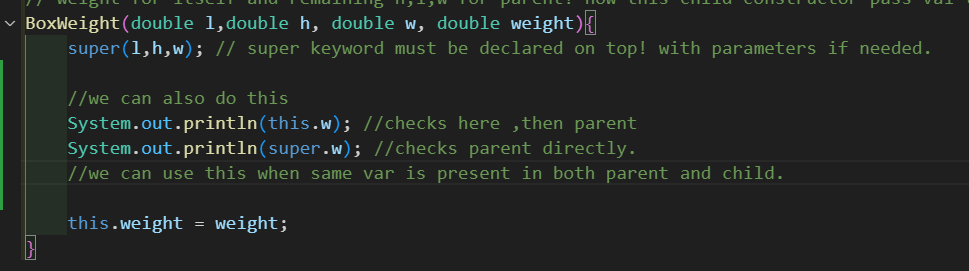 // weight for itself and remaining h,l,w for parent! now this child constructor pass val
BoxWeight(double l,double h, double w, double weight){
super(l,h,w); // super keyword must be declared on top! with parameters if needed.
//we can also do this
System.out.println(this.w); //checks here ,then parent
System.out.println(super.w); //checks parent directly.
//we can use this when same var is present in both parent and child.
this.weight = weight;
}